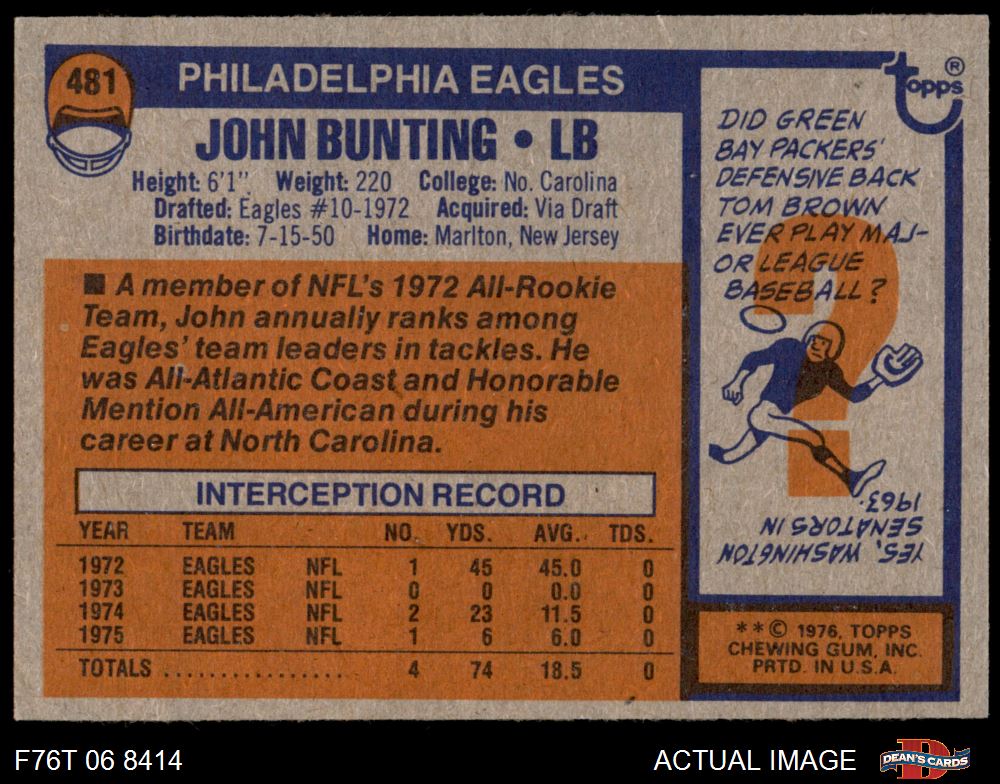 481
PHILADELPHIA EAGLES
JOHN BUNTING • LB
Height: 6'1" Weight: 220 College: No. Carolina
Drafted: Eagles #10-1972 Acquired: Via Draft
Birthdate: 7-15-50 Home: Marlton, New Jersey
■ A member of NFL's 1972 All-Rookie
Team, John annually ranks among
Eagles' team leaders in tackles. He
was All-Atlantic Coast and Honorable
Mention All-American during his
career at North Carolina.
INTERCEPTION RECORD
YEAR TEAM NO. YDS. AVG. TDS.
1972 EAGLES NFL 1 45 45.0 0
1973 EAGLES NFL 0 0 0.0 0
1974 EAGLES NFL 2 23 11.5 0
1975 EAGLES NFL 1 6 6.0 0
TOTALS ................ 4 74 18.5 0
topps ®
DID GREEN
BAY PACKERS'
DEFENSIVE BACK
TOM BROWN
EVER PLAY MAJ-
OR LEAGUE
BASEBALL?
?
YES, WASHINGTON
SENATORS IN
1963.
**© 1976, TOPPS
CHEWING GUM, INC.
PRTD. IN U.S.A.
F76T 06 8414
ACTUAL IMAGE
D
DEAN'S CARDS